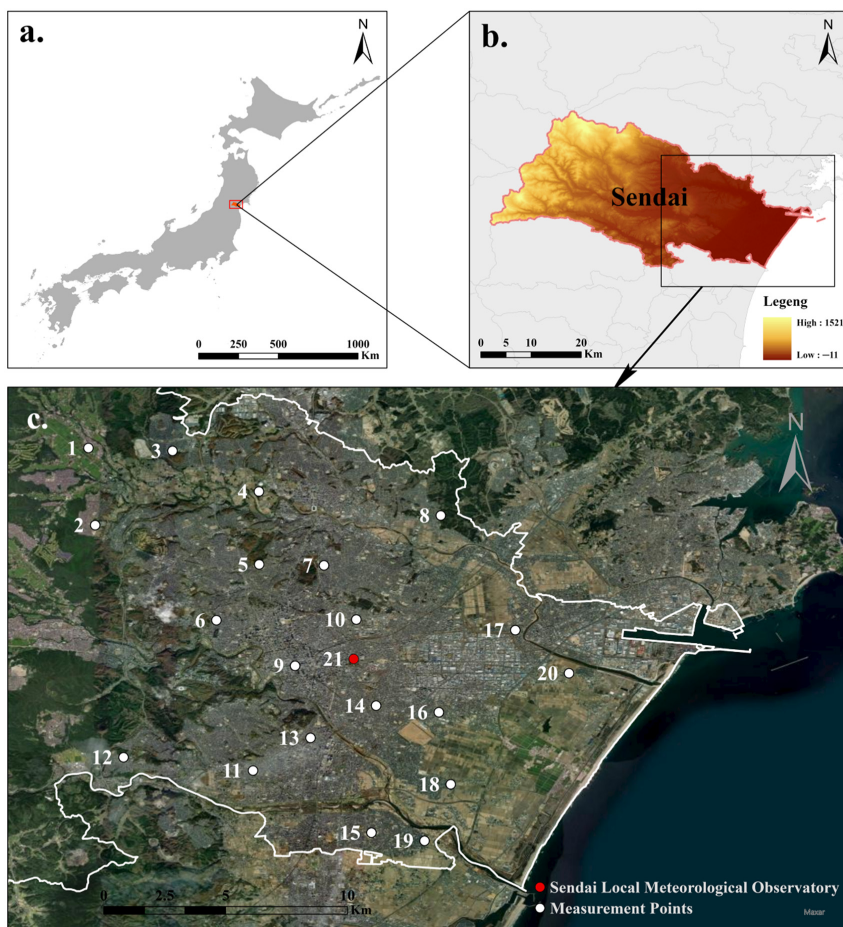 a.
N
0 250 500 1000
Km
b.
N
Sendai
Legeng
High : 1521
Low : −11
0 5 10 20
Km
c.
N
1
2
3
4
5
6
7
8
9
10
11
12
13
14
15
16
17
18
19
20
21
0 2.5 5 10
Km
Sendai Local Meteorological Observatory
Measurement Points
Maxar